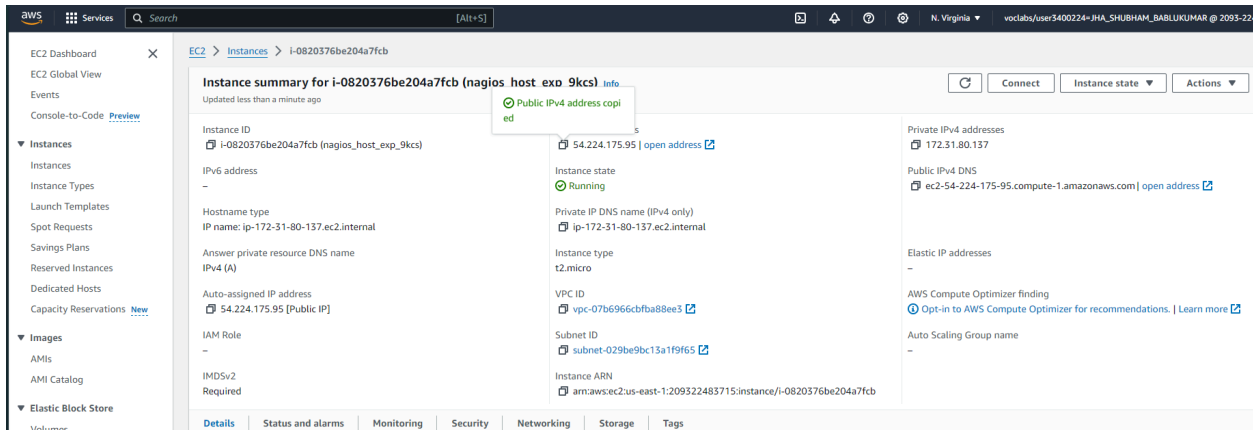 aws Services Search [Alt+S] N. Virginia voclabs/user3400224=JHA_SHUBHAM_BABLUKUMAR @ 2093-224
EC2 Dashboard
EC2 Global View
Events
Console-to-Code Preview
Instances
Instances
Instance Types
Launch Templates
Spot Requests
Savings Plans
Reserved Instances
Dedicated Hosts
Capacity Reservations New
Images
AMIs
AMI Catalog
Elastic Block Store
Volumes
EC2 > Instances > i-0820376be204a7fcb
Instance summary for i-0820376be204a7fcb (nagios_host_exp_9kcs) Info
Updated less than a minute ago
Connect
Instance state
Actions
Public IPv4 address copi
ed
Instance ID
i-0820376be204a7fcb (nagios_host_exp_9kcs)
s
54.224.175.95 | open address
Private IPv4 addresses
172.31.80.137
IPv6 address
–
Instance state
Running
Public IPv4 DNS
ec2-54-224-175-95.compute-1.amazonaws.com | open address
Hostname type
IP name: ip-172-31-80-137.ec2.internal
Private IP DNS name (IPv4 only)
ip-172-31-80-137.ec2.internal
Answer private resource DNS name
IPv4 (A)
Instance type
t2.micro
Elastic IP addresses
–
Auto-assigned IP address
54.224.175.95 [Public IP]
VPC ID
vpc-07b6966cbfba88ee3
AWS Compute Optimizer finding
Opt-in to AWS Compute Optimizer for recommendations. | Learn more
IAM Role
–
Subnet ID
subnet-029be9bc13a1f9f65
Auto Scaling Group name
–
IMDSv2
Required
Instance ARN
arn:aws:ec2:us-east-1:209322483715:instance/i-0820376be204a7fcb
Details
Status and alarms
Monitoring
Security
Networking
Storage
Tags